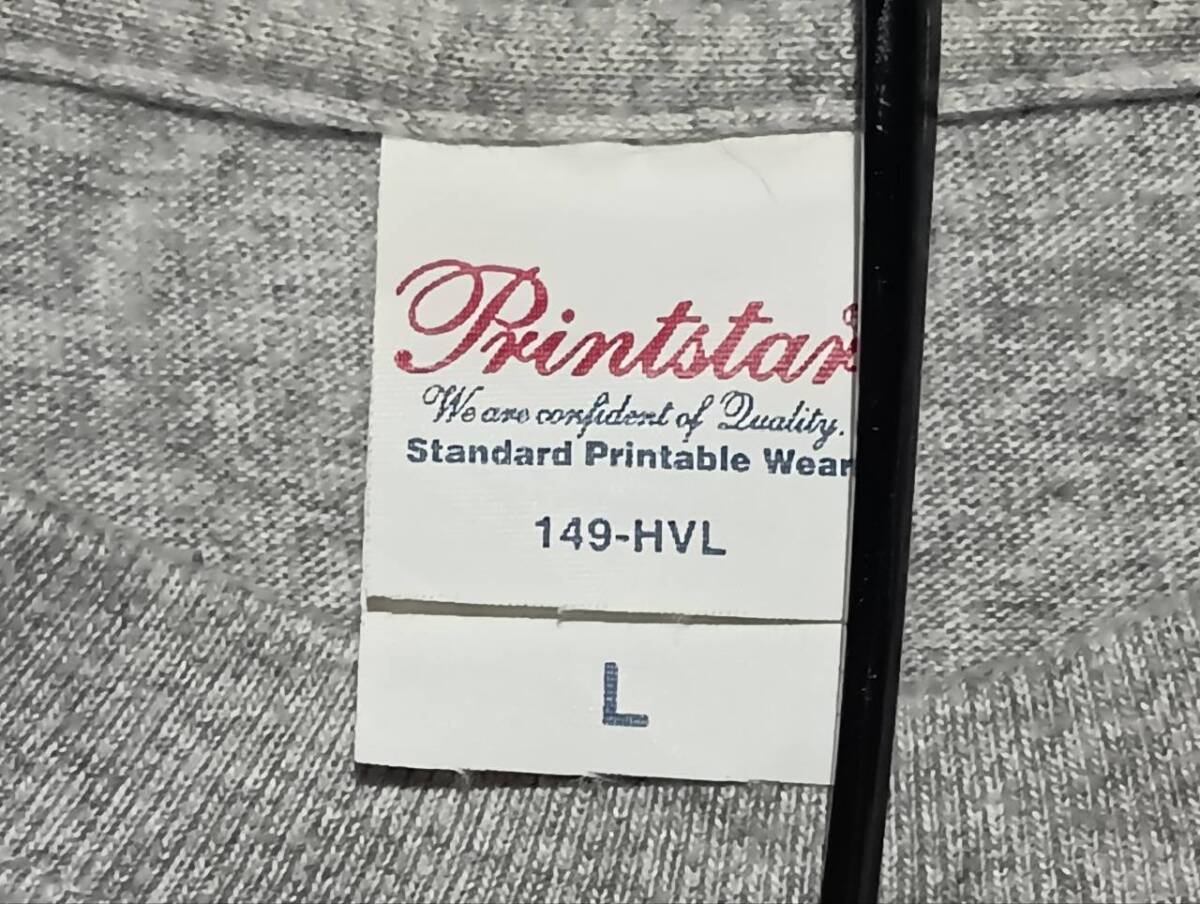 Printstar
We are confident of Quality.
Standard Printable Wear
149-HVL
L